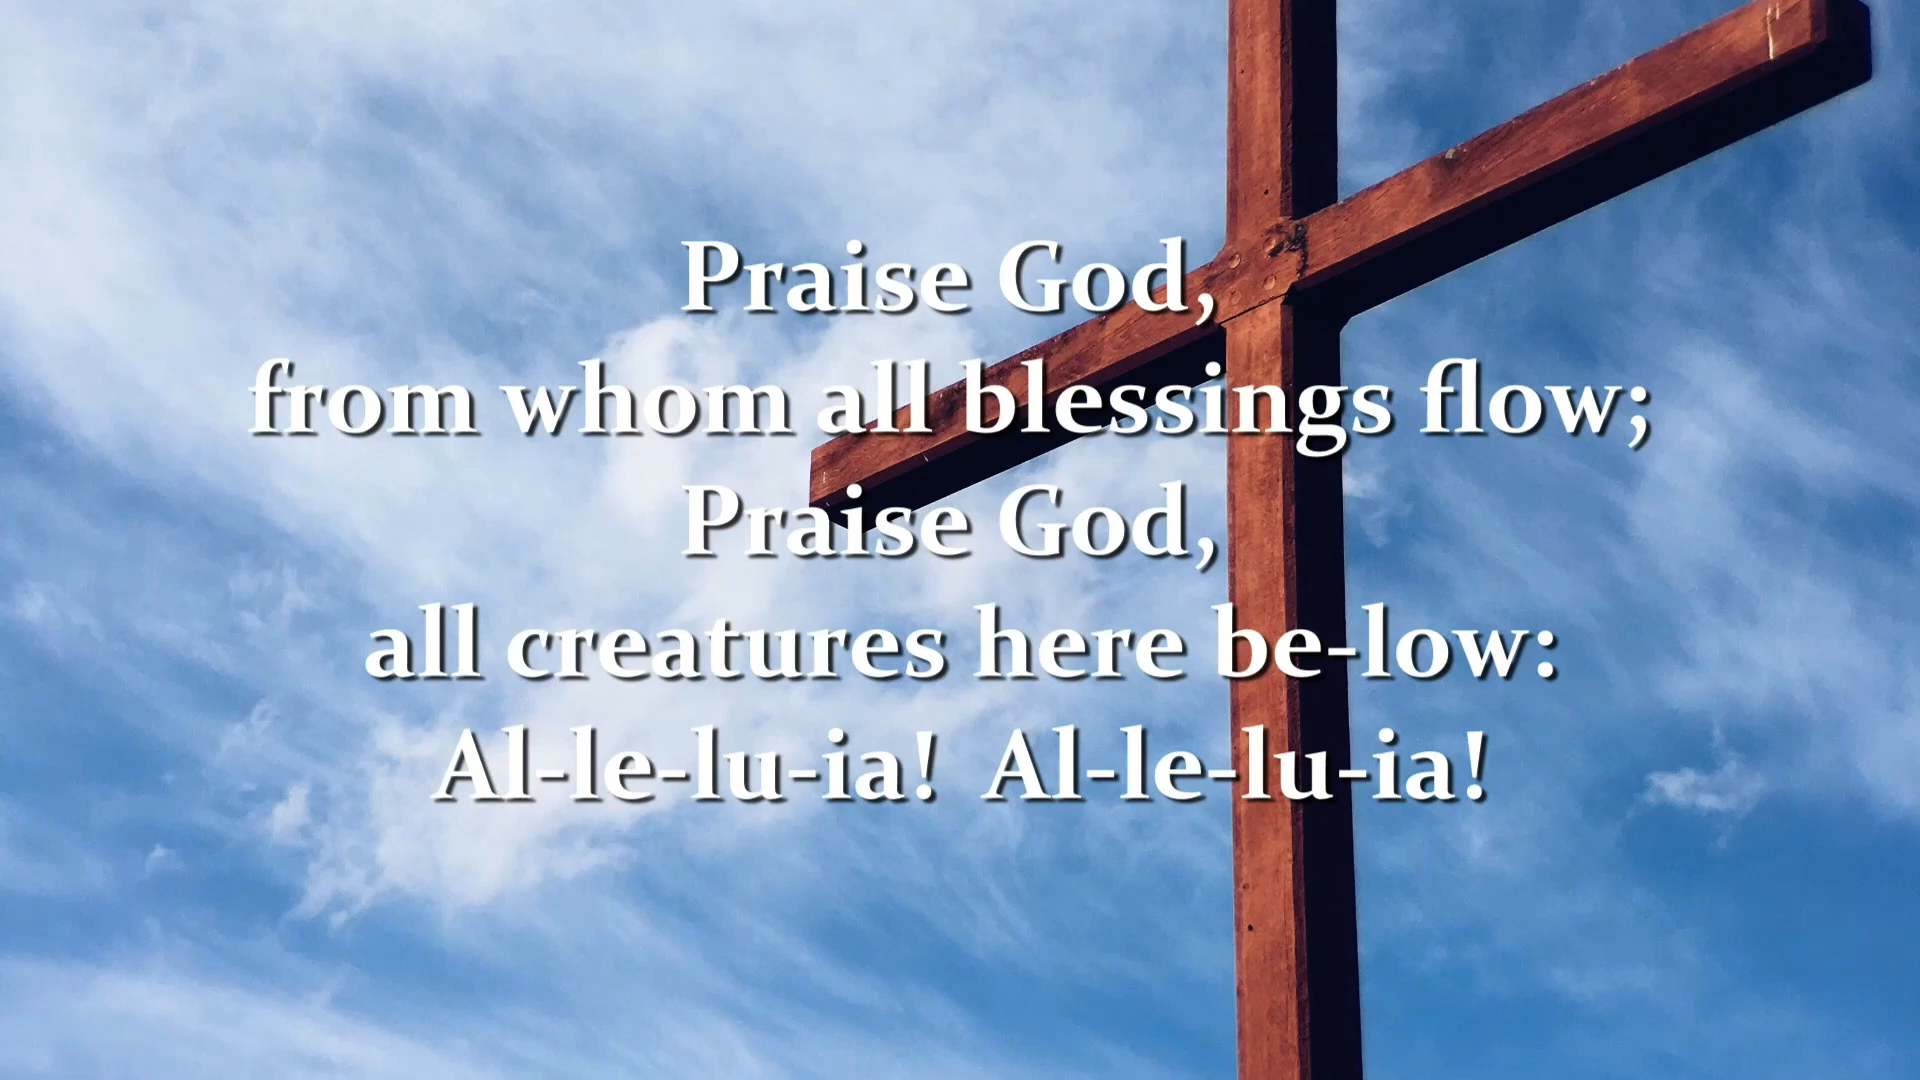 Praise God,
from whom all blessings flow;
Praise God,
all creatures here be-low:
Al-le-lu-ia!  Al-le-lu-ia!